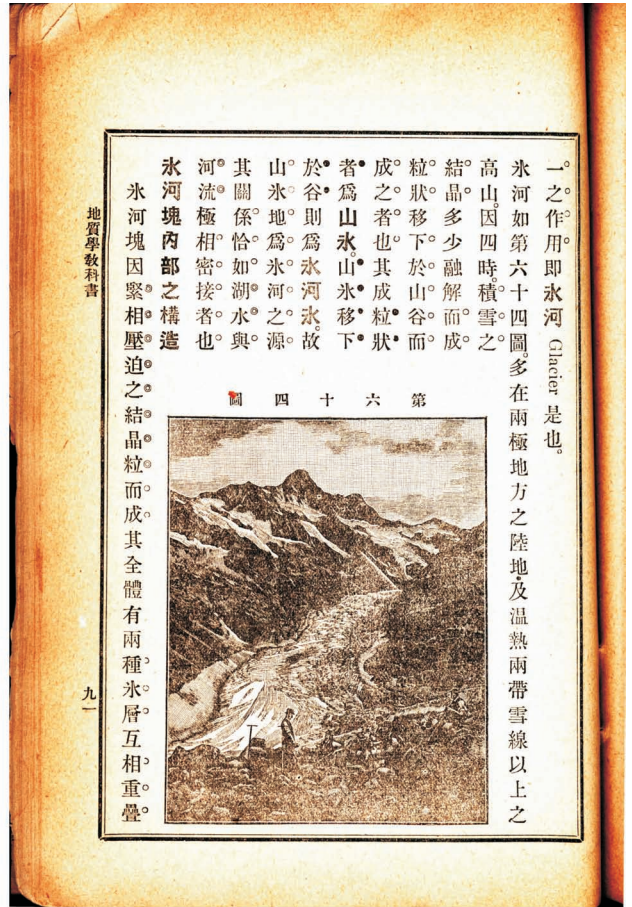 一之作用即氷河 Glacier 是也。
氷河如第六十四圖。多在兩極地方之陸地及温熱兩帶雪線以上之
高山。因四時。積雪之
結晶多少融解而成
粒狀移下於山谷而
成之者也其成粒狀
者爲山氷。山氷移下
於谷則爲氷河氷。故
山氷地爲氷河之源
其關係恰如湖水與
河流極相密接者也
第六十四圖
氷河塊內部之構造
氷河塊因緊相壓迫之結晶粒而成其全體有兩種氷層互相重疊
地質學敎科書
九一